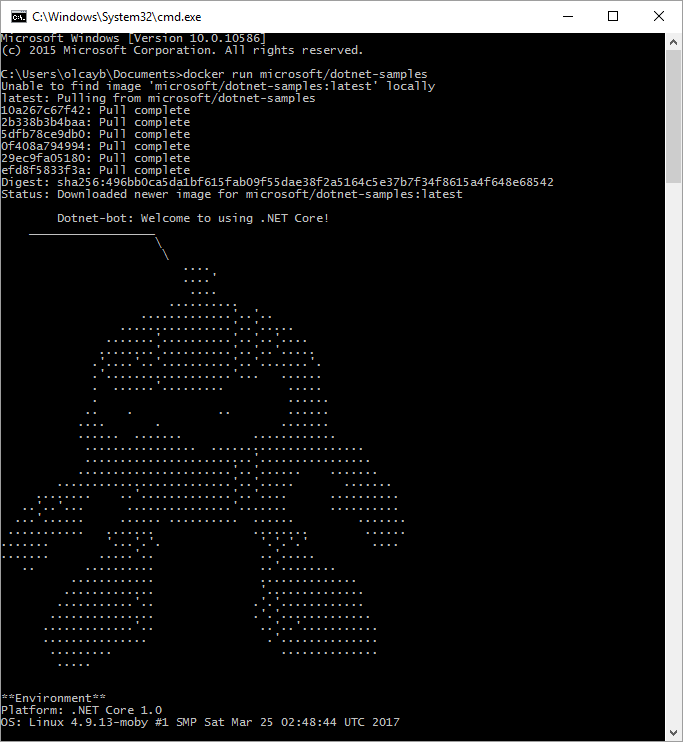 C:\Windows\System32\cmd.exe
Microsoft Windows [Version 10.0.10586]
(c) 2015 Microsoft Corporation. All rights reserved.
C:\Users\olcayb\Documents>docker run microsoft/dotnet-samples
Unable to find image 'microsoft/dotnet-samples:latest' locally
latest: Pulling from microsoft/dotnet-samples
10a267c67f42: Pull complete
2b338b3b4baa: Pull complete
5dfb78ce9db0: Pull complete
0f408a794994: Pull complete
29ec9fa05180: Pull complete
efd8f5833f3a: Pull complete
Digest: sha256:496bb0ca5da1bf615fab09f55dae38f2a5164c5e37b7f34f8615a4f648e68542
Status: Downloaded newer image for microsoft/dotnet-samples:latest
Dotnet-bot: Welcome to using .NET Core!
**Environment**
Platform: .NET Core 1.0
OS: Linux 4.9.13-moby #1 SMP Sat Mar 25 02:48:44 UTC 2017